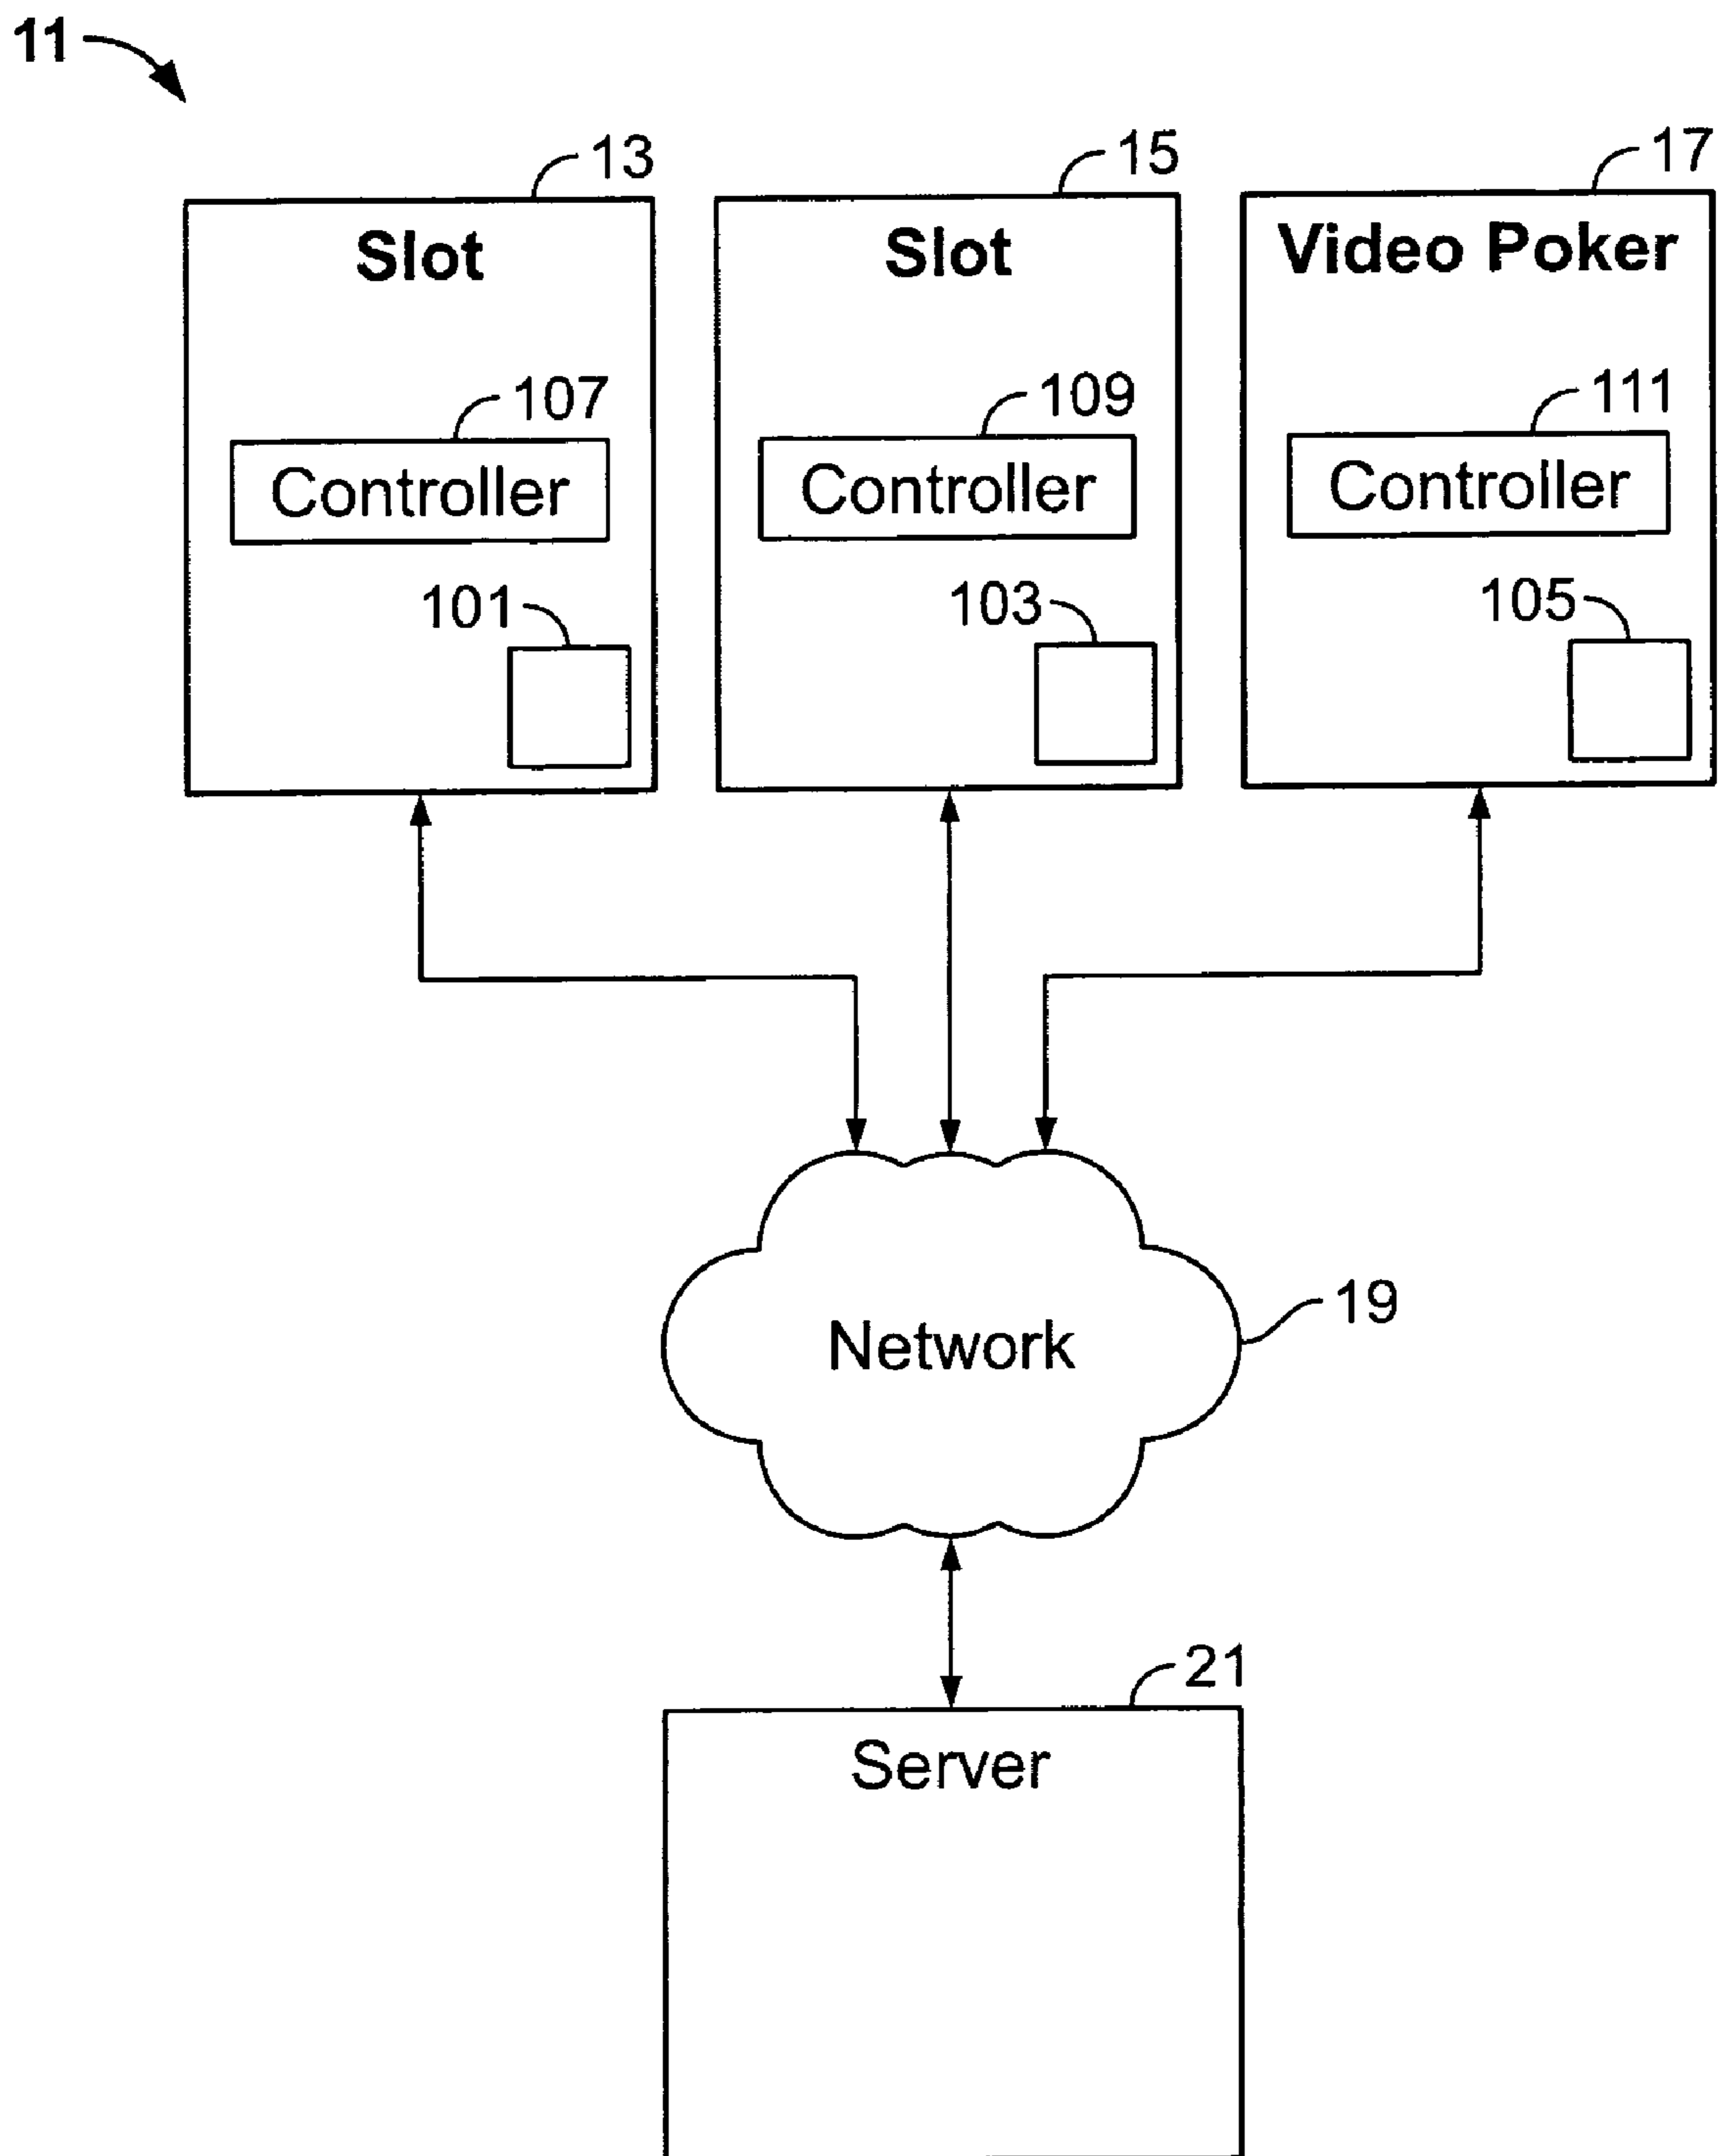 11
13
15
17
Slot
Slot
Video Poker
107
109
111
Controller
Controller
Controller
101
103
105
Network
19
21
Server